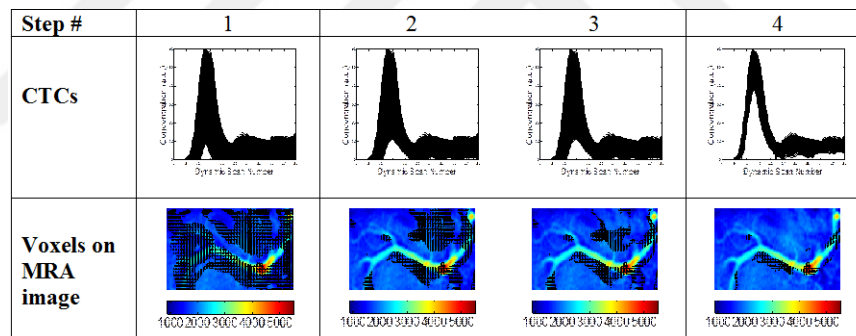 Step # 1 2 3 4
CTCs
Dynamic Scan Number Dynamic Scan Number Dynamic Scan Number Dynamic Scan Number
Voxels on
MRA
image
1000 2000 3000 4000 5000 1000 2000 3000 4000 5000 1000 2000 3000 4000 5000 1000 2000 3000 4000 5000